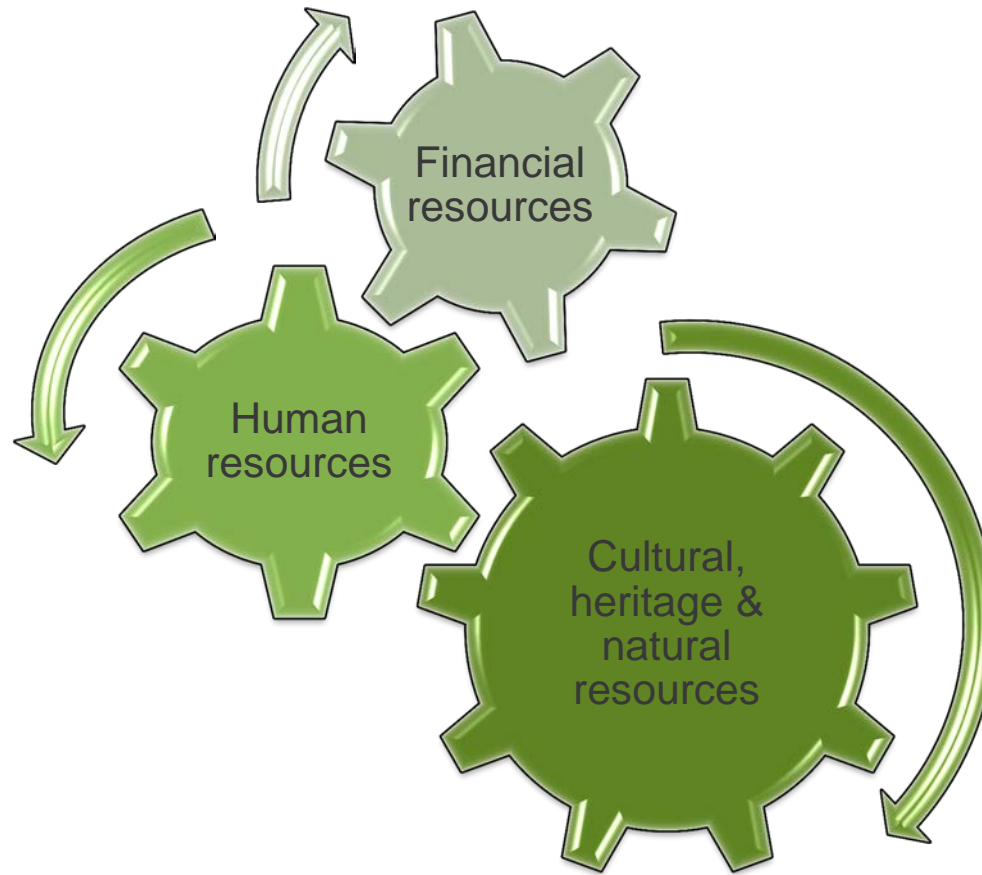 Financial
resources
Human
resources
Cultural,
heritage &
natural
resources